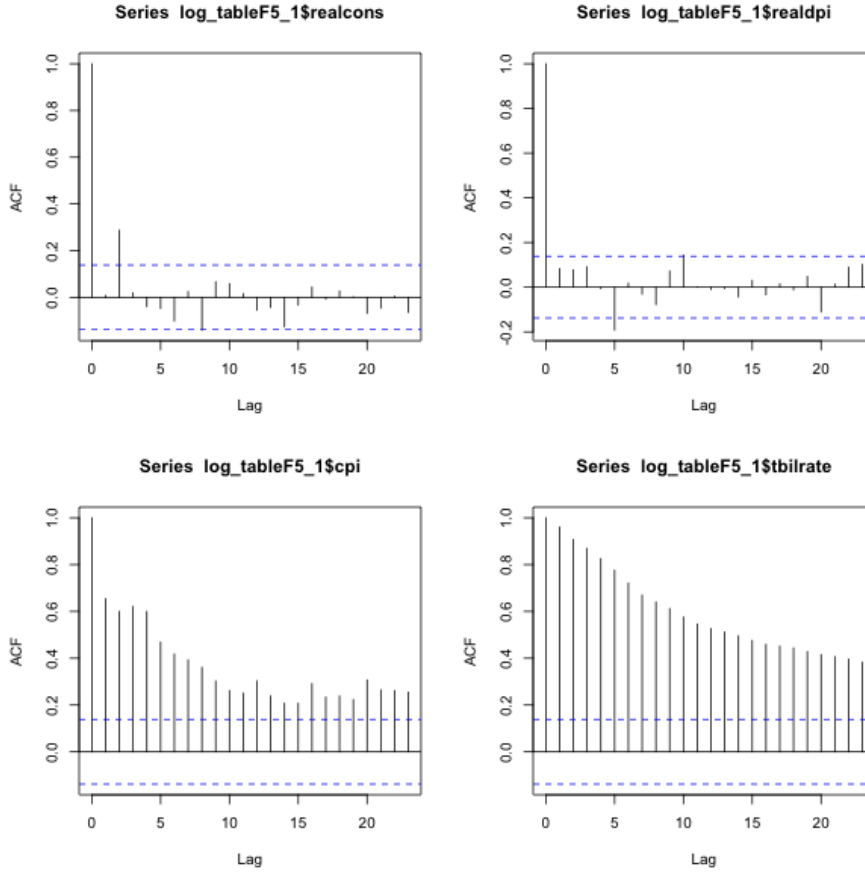 Series log_tableF5_1$realcons
ACF
1.0
0.8
0.6
0.4
0.2
0.0
0 5 10 15 20
Lag
Series log_tableF5_1$realdpi
ACF
1.0
0.8
0.6
0.4
0.2
0.0
-0.2
0 5 10 15 20
Lag
Series log_tableF5_1$cpi
ACF
1.0
0.8
0.6
0.4
0.2
0.0
0 5 10 15 20
Lag
Series log_tableF5_1$tbilrate
ACF
1.0
0.8
0.6
0.4
0.2
0.0
0 5 10 15 20
Lag